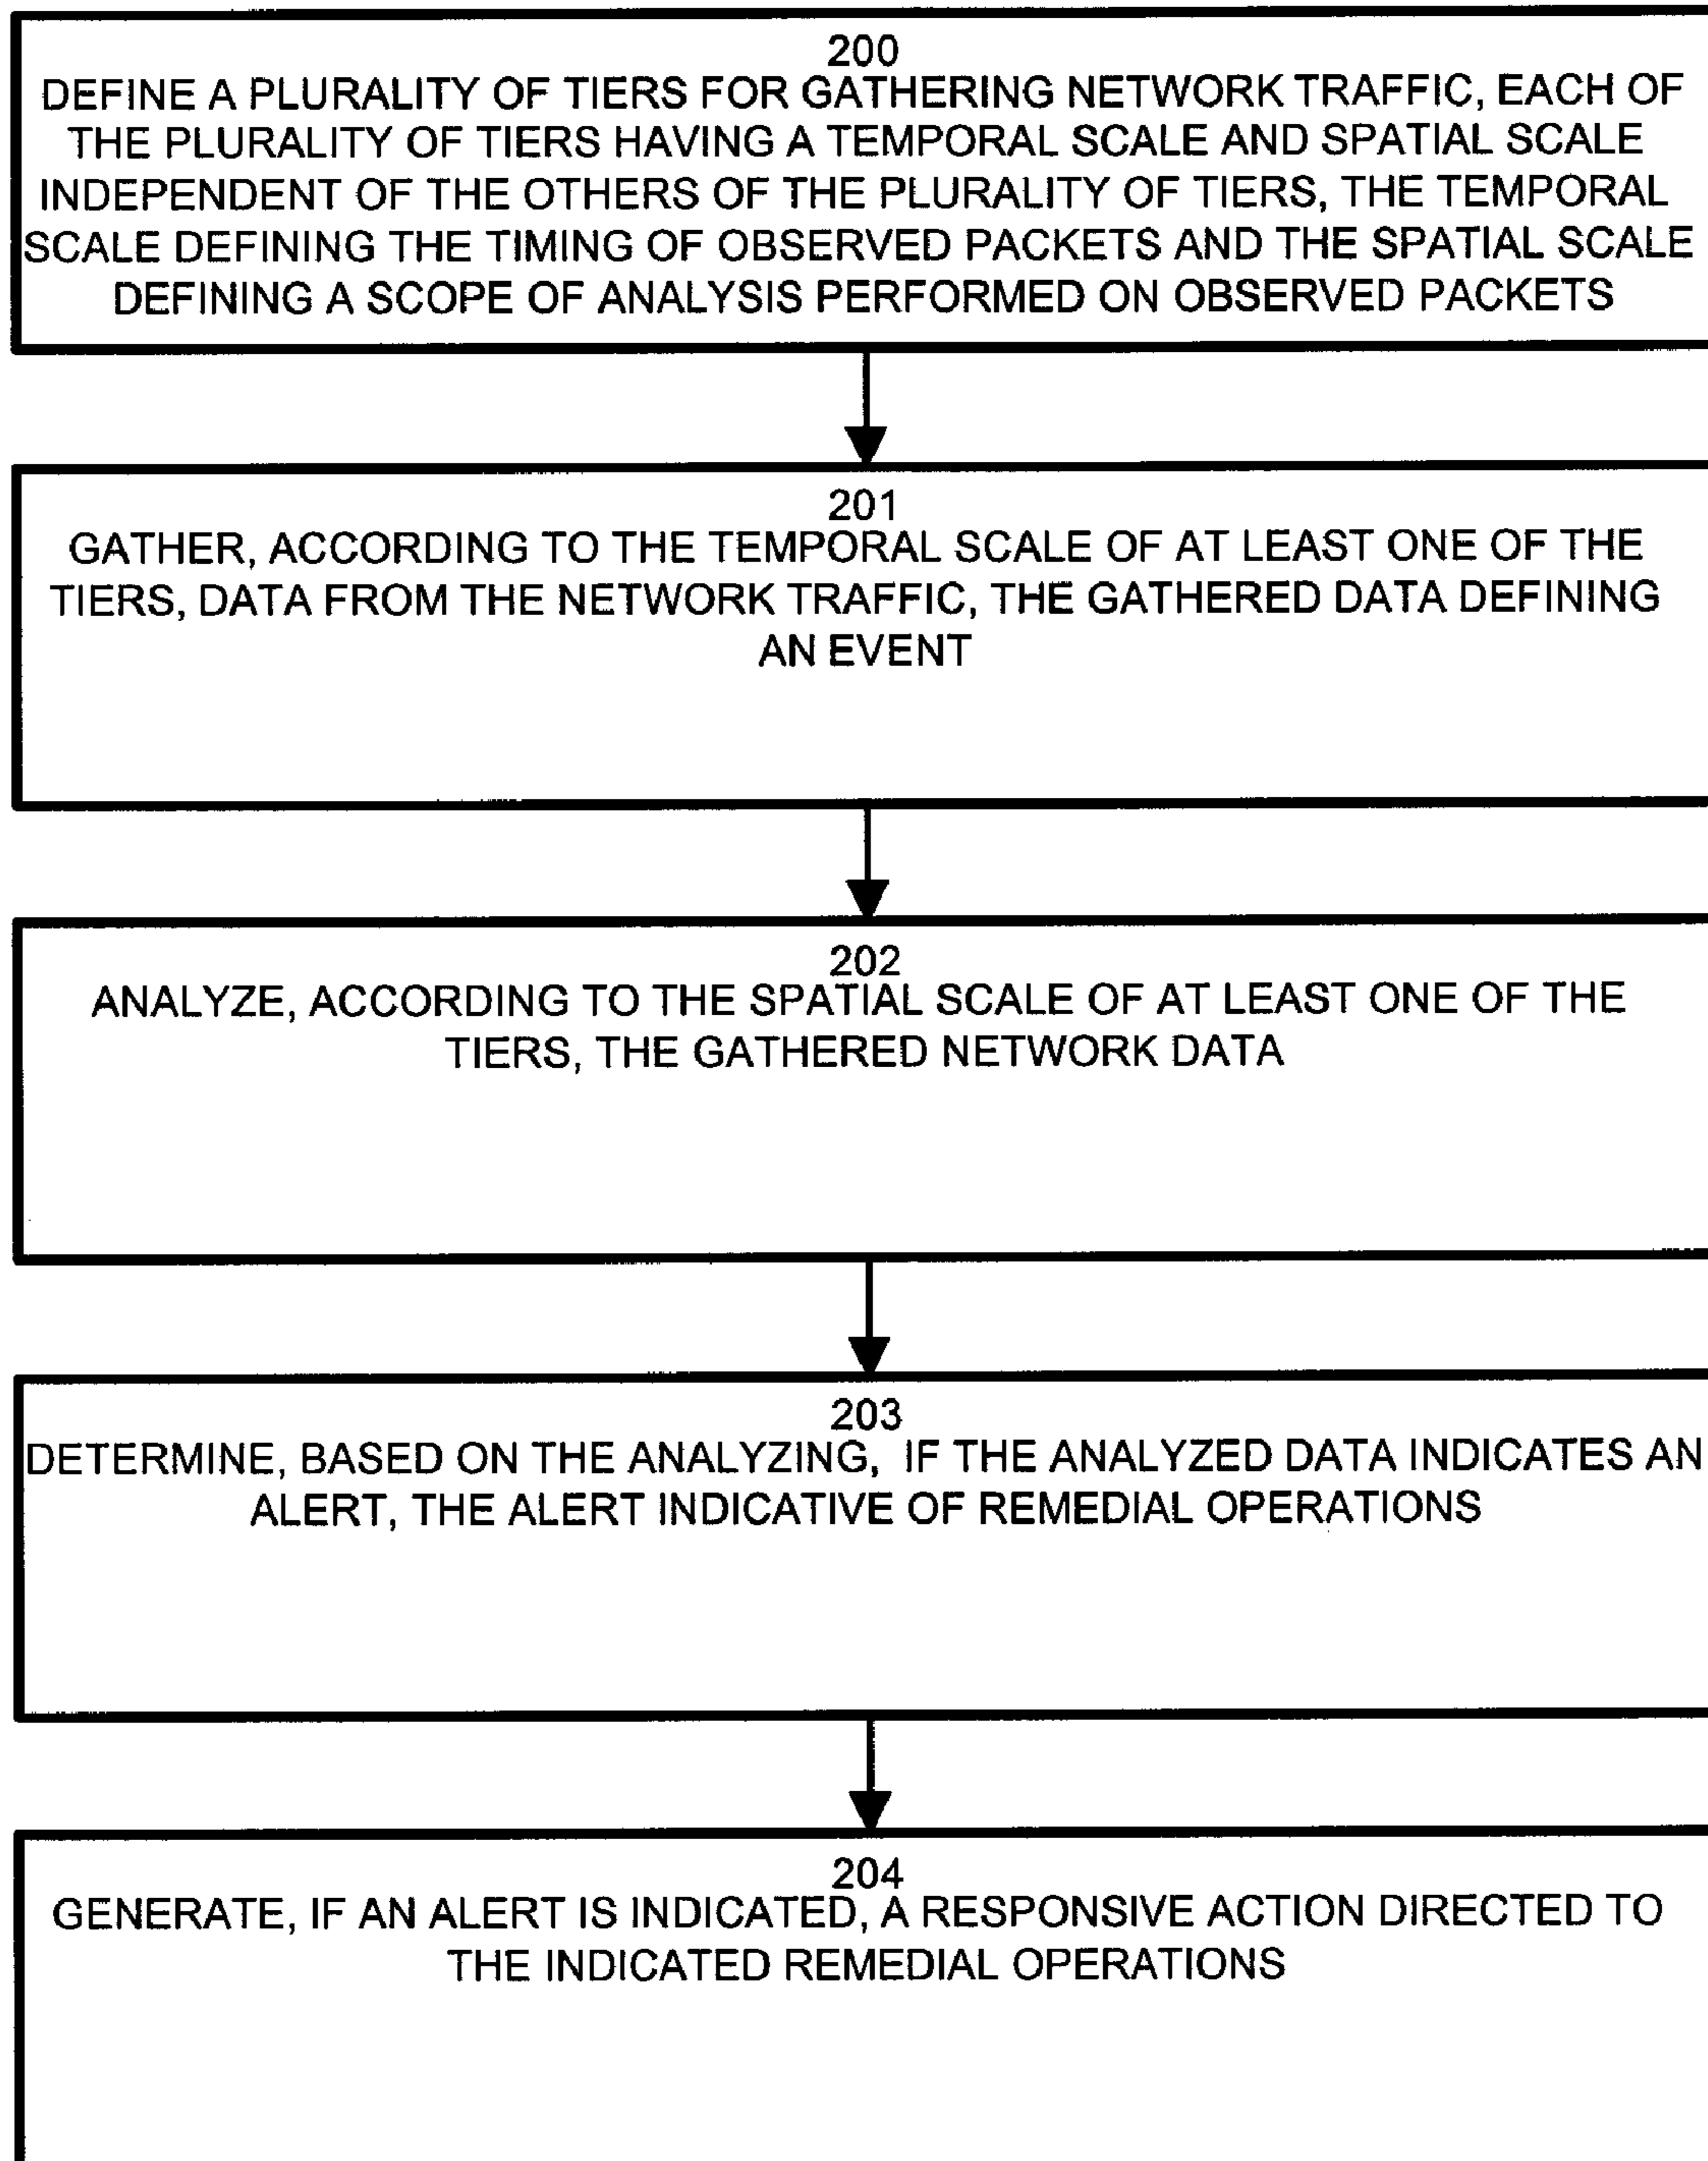 200
DEFINE A PLURALITY OF TIERS FOR GATHERING NETWORK TRAFFIC, EACH OF
THE PLURALITY OF TIERS HAVING A TEMPORAL SCALE AND SPATIAL SCALE
INDEPENDENT OF THE OTHERS OF THE PLURALITY OF TIERS, THE TEMPORAL
SCALE DEFINING THE TIMING OF OBSERVED PACKETS AND THE SPATIAL SCALE
DEFINING A SCOPE OF ANALYSIS PERFORMED ON OBSERVED PACKETS
201
GATHER, ACCORDING TO THE TEMPORAL SCALE OF AT LEAST ONE OF THE
TIERS, DATA FROM THE NETWORK TRAFFIC, THE GATHERED DATA DEFINING
AN EVENT
202
ANALYZE, ACCORDING TO THE SPATIAL SCALE OF AT LEAST ONE OF THE
TIERS, THE GATHERED NETWORK DATA
203
DETERMINE, BASED ON THE ANALYZING, IF THE ANALYZED DATA INDICATES AN
ALERT, THE ALERT INDICATIVE OF REMEDIAL OPERATIONS
204
GENERATE, IF AN ALERT IS INDICATED, A RESPONSIVE ACTION DIRECTED TO
THE INDICATED REMEDIAL OPERATIONS